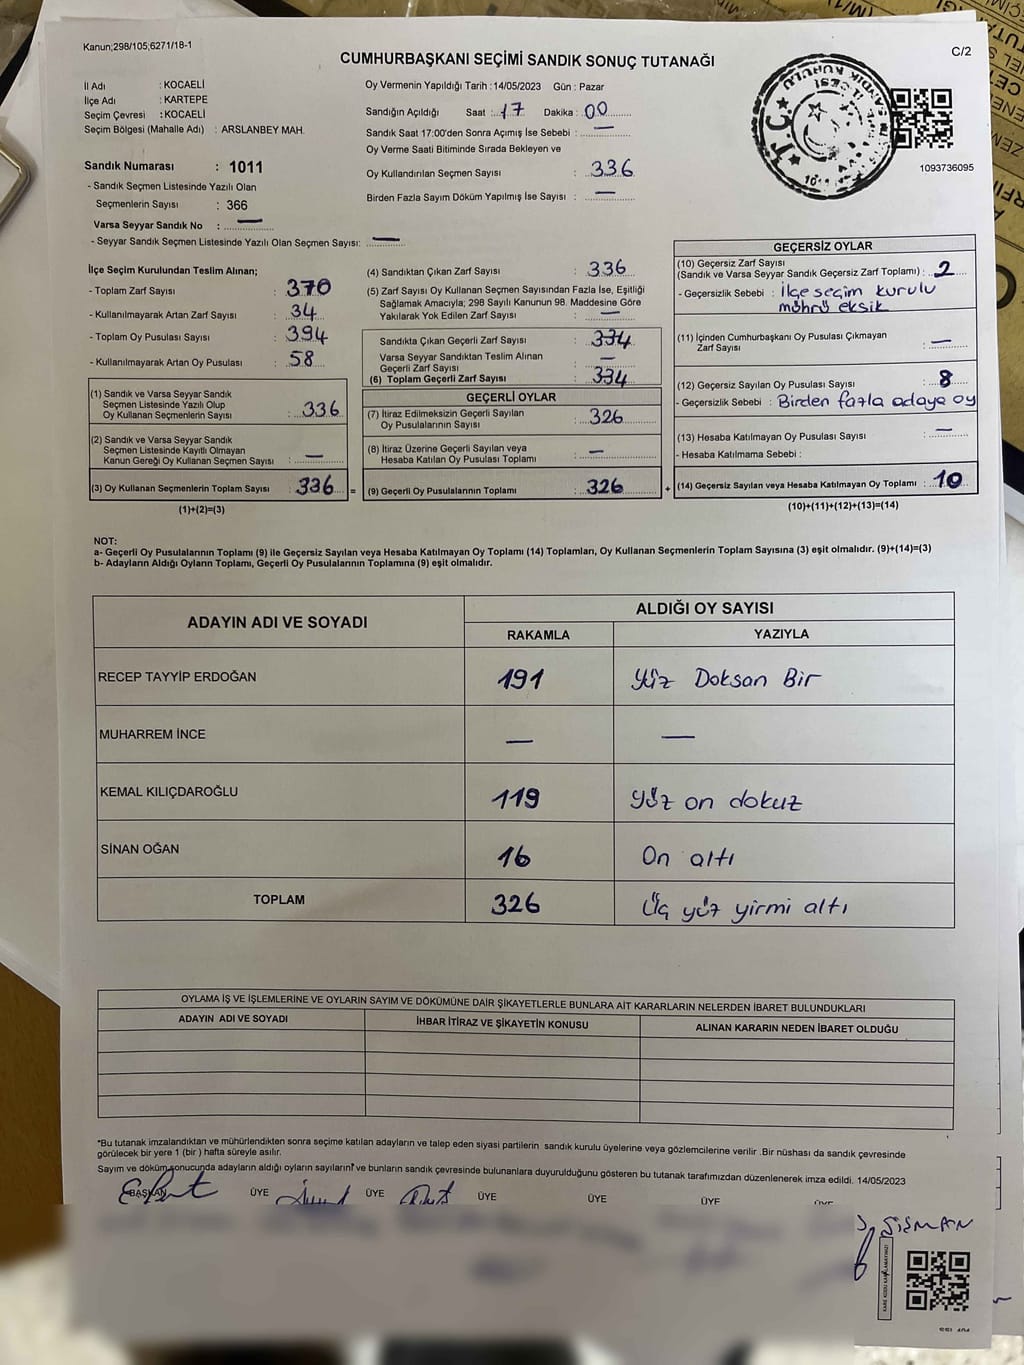 Kanun;298/105;6271/18-1
C/2
CUMHURBAŞKANI SEÇİMİ SANDIK SONUÇ TUTANAĞI
İl Adı : KOCAELİ
İlçe Adı : KARTEPE
Seçim Çevresi : KOCAELİ
Seçim Bölgesi (Mahalle Adı) : ARSLANBEY MAH.
Sandık Numarası : 1011
- Sandık Seçmen Listesinde Yazılı Olan
Seçmenlerin Sayısı : 366
Varsa Seyyar Sandık No : —
- Seyyar Sandık Seçmen Listesinde Yazılı Olan Seçmen Sayısı: —
Oy Vermenin Yapıldığı Tarih :14/05/2023 Gün : Pazar
Sandığın Açıldığı Saat : 17 Dakika : 00
Sandık Saat 17:00'den Sonra Açımış İse Sebebi : —
Oy Verme Saati Bitiminde Sırada Bekleyen ve
Oy Kullandırılan Seçmen Sayısı : 336
Birden Fazla Sayım Döküm Yapılmış İse Sayısı : —
1093736095
İlçe Seçim Kurulundan Teslim Alınan;
- Toplam Zarf Sayısı : 370
- Kullanılmayarak Artan Zarf Sayısı : 34
- Toplam Oy Pusulası Sayısı : 394
- Kullanılmayarak Artan Oy Pusulası : 58
(1) Sandık ve Varsa Seyyar Sandık
Seçmen Listesinde Yazılı Olup
Oy Kullanan Seçmenlerin Sayısı : 336
(2) Sandık ve Varsa Seyyar Sandık
Seçmen Listesinde Kayıtlı Olmayan
Kanun Gereği Oy Kullanan Seçmen Sayısı : —
(3) Oy Kullanan Seçmenlerin Toplam Sayısı : 336 =
(1)+(2)=(3)
(4) Sandıktan Çıkan Zarf Sayısı : 336
(5) Zarf Sayısı Oy Kullanan Seçmen Sayısından Fazla İse, Eşitliği
Sağlamak Amacıyla; 298 Sayılı Kanunun 98. Maddesine Göre
Yakılarak Yok Edilen Zarf Sayısı : —
Sandıkta Çıkan Geçerli Zarf Sayısı : 334
Varsa Seyyar Sandıktan Teslim Alınan
Geçerli Zarf Sayısı : —
(6) Toplam Geçerli Zarf Sayısı : 334
GEÇERLİ OYLAR
(7) İtiraz Edilmeksizin Geçerli Sayılan
Oy Pusulalarının Sayısı : 326
(8) İtiraz Üzerine Geçerli Sayılan veya
Hesaba Katılan Oy Pusulası Toplamı : —
(9) Geçerli Oy Pusulalarının Toplamı : 326 +
GEÇERSİZ OYLAR
(10) Geçersiz Zarf Sayısı
(Sandık ve Varsa Seyyar Sandık Geçersiz Zarf Toplamı) : 2
- Geçersizlik Sebebi : İlçe seçim kurulu
mührü eksik
(11) İçinden Cumhurbaşkanı Oy Pusulası Çıkmayan
Zarf Sayısı : —
(12) Geçersiz Sayılan Oy Pusulası Sayısı : 8
- Geçersizlik Sebebi : Birden fazla adaya oy
(13) Hesaba Katılmayan Oy Pusulası Sayısı : —
- Hesaba Katılmama Sebebi :
(14) Geçersiz Sayılan veya Hesaba Katılmayan Oy Toplamı : 10
(10)+(11)+(12)+(13)=(14)
NOT:
a- Geçerli Oy Pusulalarının Toplamı (9) ile Geçersiz Sayılan veya Hesaba Katılmayan Oy Toplamı (14) Toplamları, Oy Kullanan Seçmenlerin Toplam Sayısına (3) eşit olmalıdır. (9)+(14)=(3)
b- Adayların Aldığı Oyların Toplamı, Geçerli Oy Pusulalarının Toplamına (9) eşit olmalıdır.
ADAYIN ADI VE SOYADI ALDIĞI OY SAYISI
RAKAMLA YAZIYLA
RECEP TAYYİP ERDOĞAN 191 Yüz Doksan Bir
MUHARREM İNCE — —
KEMAL KILIÇDAROĞLU 119 Yüz on dokuz
SİNAN OĞAN 16 On altı
TOPLAM 326 Üç yüz yirmi altı
OYLAMA İŞ VE İŞLEMLERİNE VE OYLARIN SAYIM VE DÖKÜMÜNE DAİR ŞİKAYETLERLE BUNLARA AİT KARARLARIN NELERDEN İBARET BULUNDUKLARI
ADAYIN ADI VE SOYADI İHBAR İTİRAZ VE ŞİKAYETİN KONUSU ALINAN KARARIN NEDEN İBARET OLDUĞU
*Bu tutanak imzalandıktan ve mühürlendikten sonra seçime katılan adayların ve talep eden siyasi partilerin sandık kurulu üyelerine veya gözlemcilerine verilir .Bir nüshası da sandık çevresinde
görülecek bir yere 1 (bir ) hafta süreyle asılır.
Sayım ve döküm sonucunda adayların aldığı oyların sayılarını ve bunların sandık çevresinde bulunanlara duyurulduğunu gösteren bu tutanak tarafımızdan düzenlenerek imza edildi. 14/05/2023
BAŞKAN ÜYE ÜYE ÜYE ÜYE ÜYE ÜYE